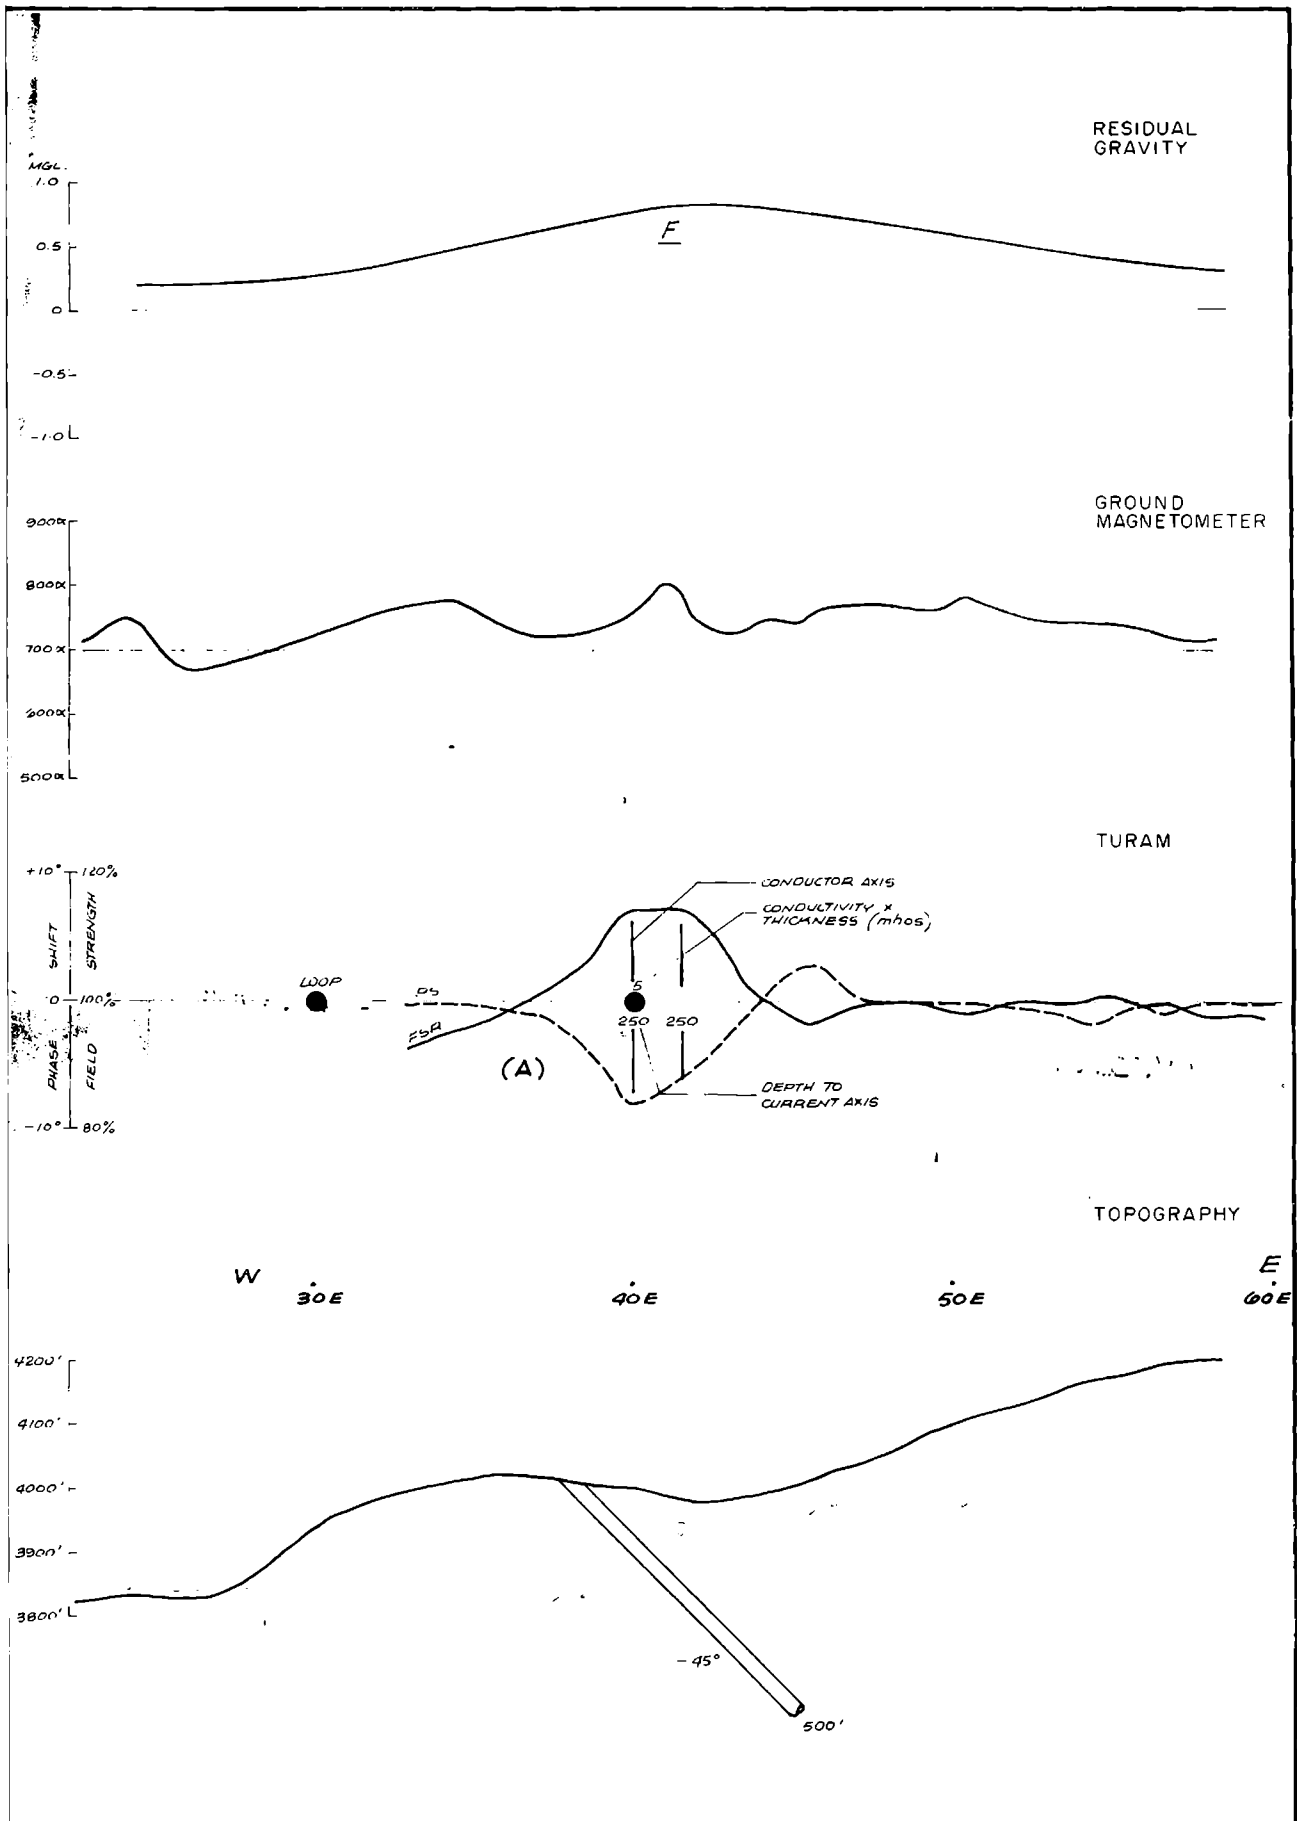 RESIDUAL
GRAVITY
MGL.
1.0
0.5
0
-0.5
-1.0
F
GROUND
MAGNETOMETER
900α
800α
700α
600α
500α
TURAM
+10° 120%
0 100%
-10° 80%
PHASE SHIFT
FIELD STRENGTH
CONDUCTOR AXIS
CONDULTIVITY ×
THICKNESS (mhos)
LOOP
PS
FSR
5
250 250
(A)
DEPTH TO
CURRENT AXIS
TOPOGRAPHY
W E
30E 40E 50E 60E
4200'
4100'
4000'
3900'
3800'
-45°
500'